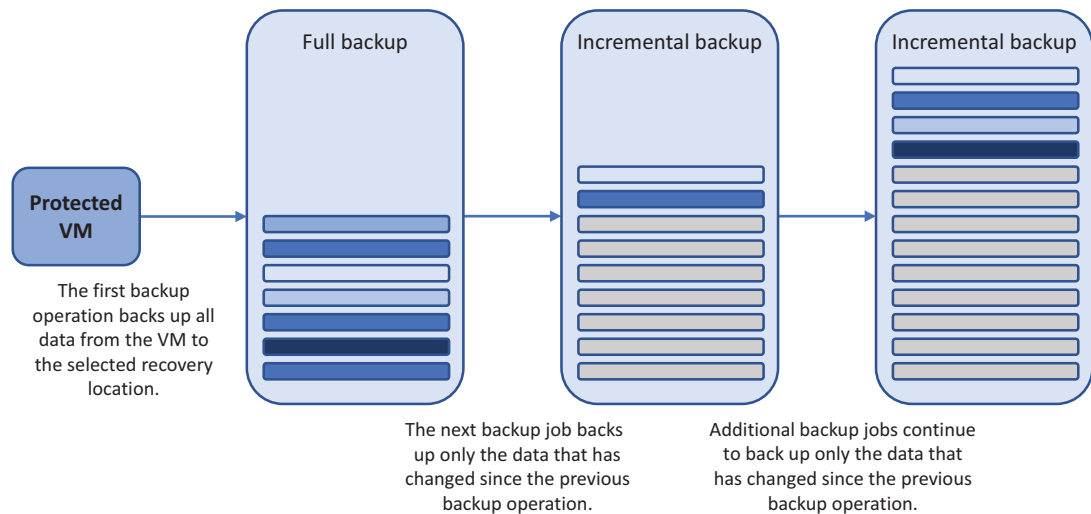 Full backup
Incremental backup
Incremental backup
Protected
VM
The first backup
operation backs up all
data from the VM to
the selected recovery
location.
The next backup job backs
up only the data that has
changed since the previous
backup operation.
Additional backup jobs continue
to back up only the data that
has changed since the previous
backup operation.